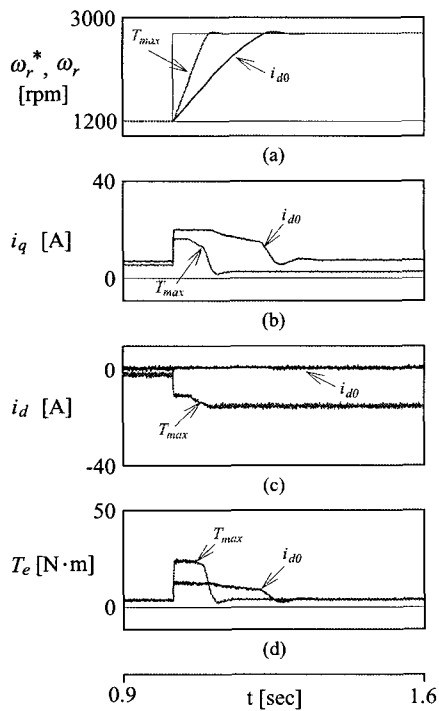 3000
T_max
ω_r*, ω_r
[rpm]
i_d0
1200
(a)
40
i_q [A]
i_d0
T_max
0
(b)
0
i_d [A]
i_d0
T_max
-40
(c)
50
T_e [N·m]
T_max
i_d0
0
(d)
0.9
t [sec]
1.6